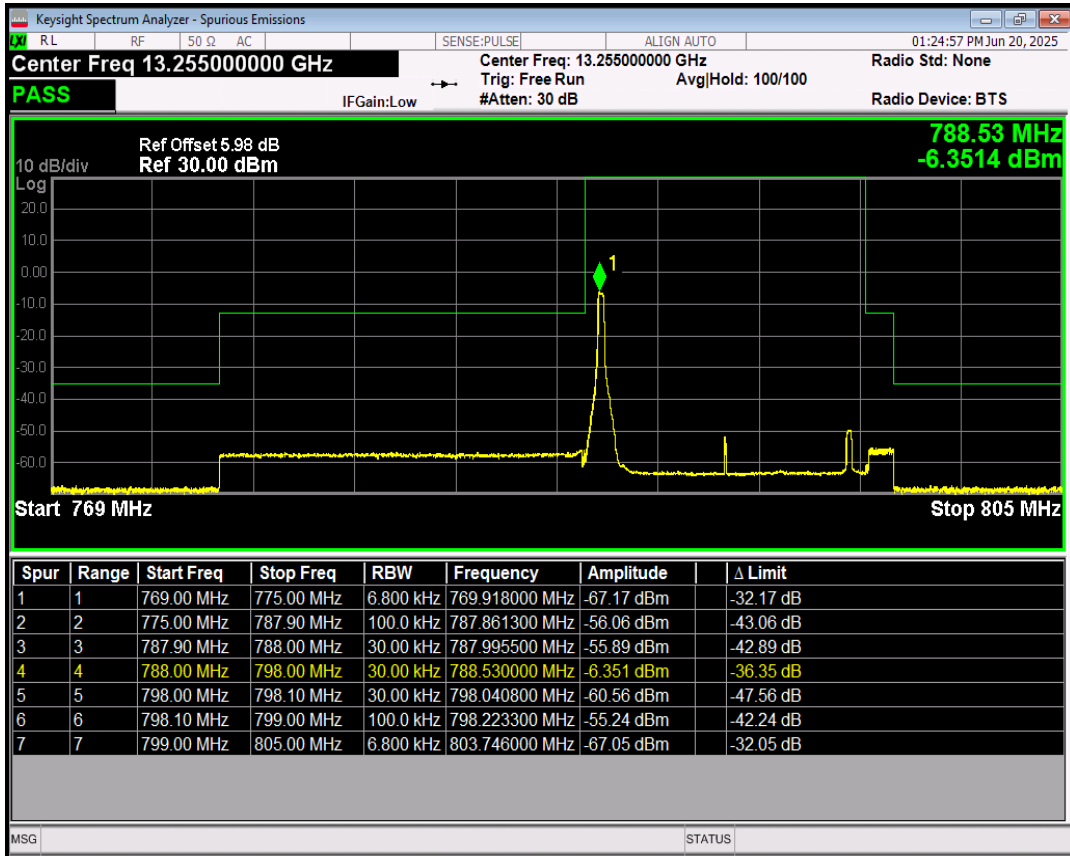 Keysight Spectrum Analyzer - Spurious Emissions
LXI RL RF 50 Ω AC SENSE:PULSE ALIGN AUTO 01:24:57 PM Jun 20, 2025
Center Freq 13.255000000 GHz Center Freq: 13.255000000 GHz Radio Std: None
Trig: Free Run Avg|Hold: 100/100
PASS IFGain:Low #Atten: 30 dB Radio Device: BTS
788.53 MHz
Ref Offset 5.98 dB
-6.3514 dBm
10 dB/div Ref 30.00 dBm
Log
20.0
10.0
1
0.00
-10.0
-20.0
-30.0
-40.0
-50.0
-60.0
Start 769 MHz Stop 805 MHz
Spur Range Start Freq Stop Freq RBW Frequency Amplitude Δ Limit
1 1 769.00 MHz 775.00 MHz 6.800 kHz 769.918000 MHz -67.17 dBm -32.17 dB
2 2 775.00 MHz 787.90 MHz 100.0 kHz 787.861300 MHz -56.06 dBm -43.06 dB
3 3 787.90 MHz 788.00 MHz 30.00 kHz 787.995500 MHz -55.89 dBm -42.89 dB
4 4 788.00 MHz 798.00 MHz 30.00 kHz 788.530000 MHz -6.351 dBm -36.35 dB
5 5 798.00 MHz 798.10 MHz 30.00 kHz 798.040800 MHz -60.56 dBm -47.56 dB
6 6 798.10 MHz 799.00 MHz 100.0 kHz 798.223300 MHz -55.24 dBm -42.24 dB
7 7 799.00 MHz 805.00 MHz 6.800 kHz 803.746000 MHz -67.05 dBm -32.05 dB
MSG STATUS